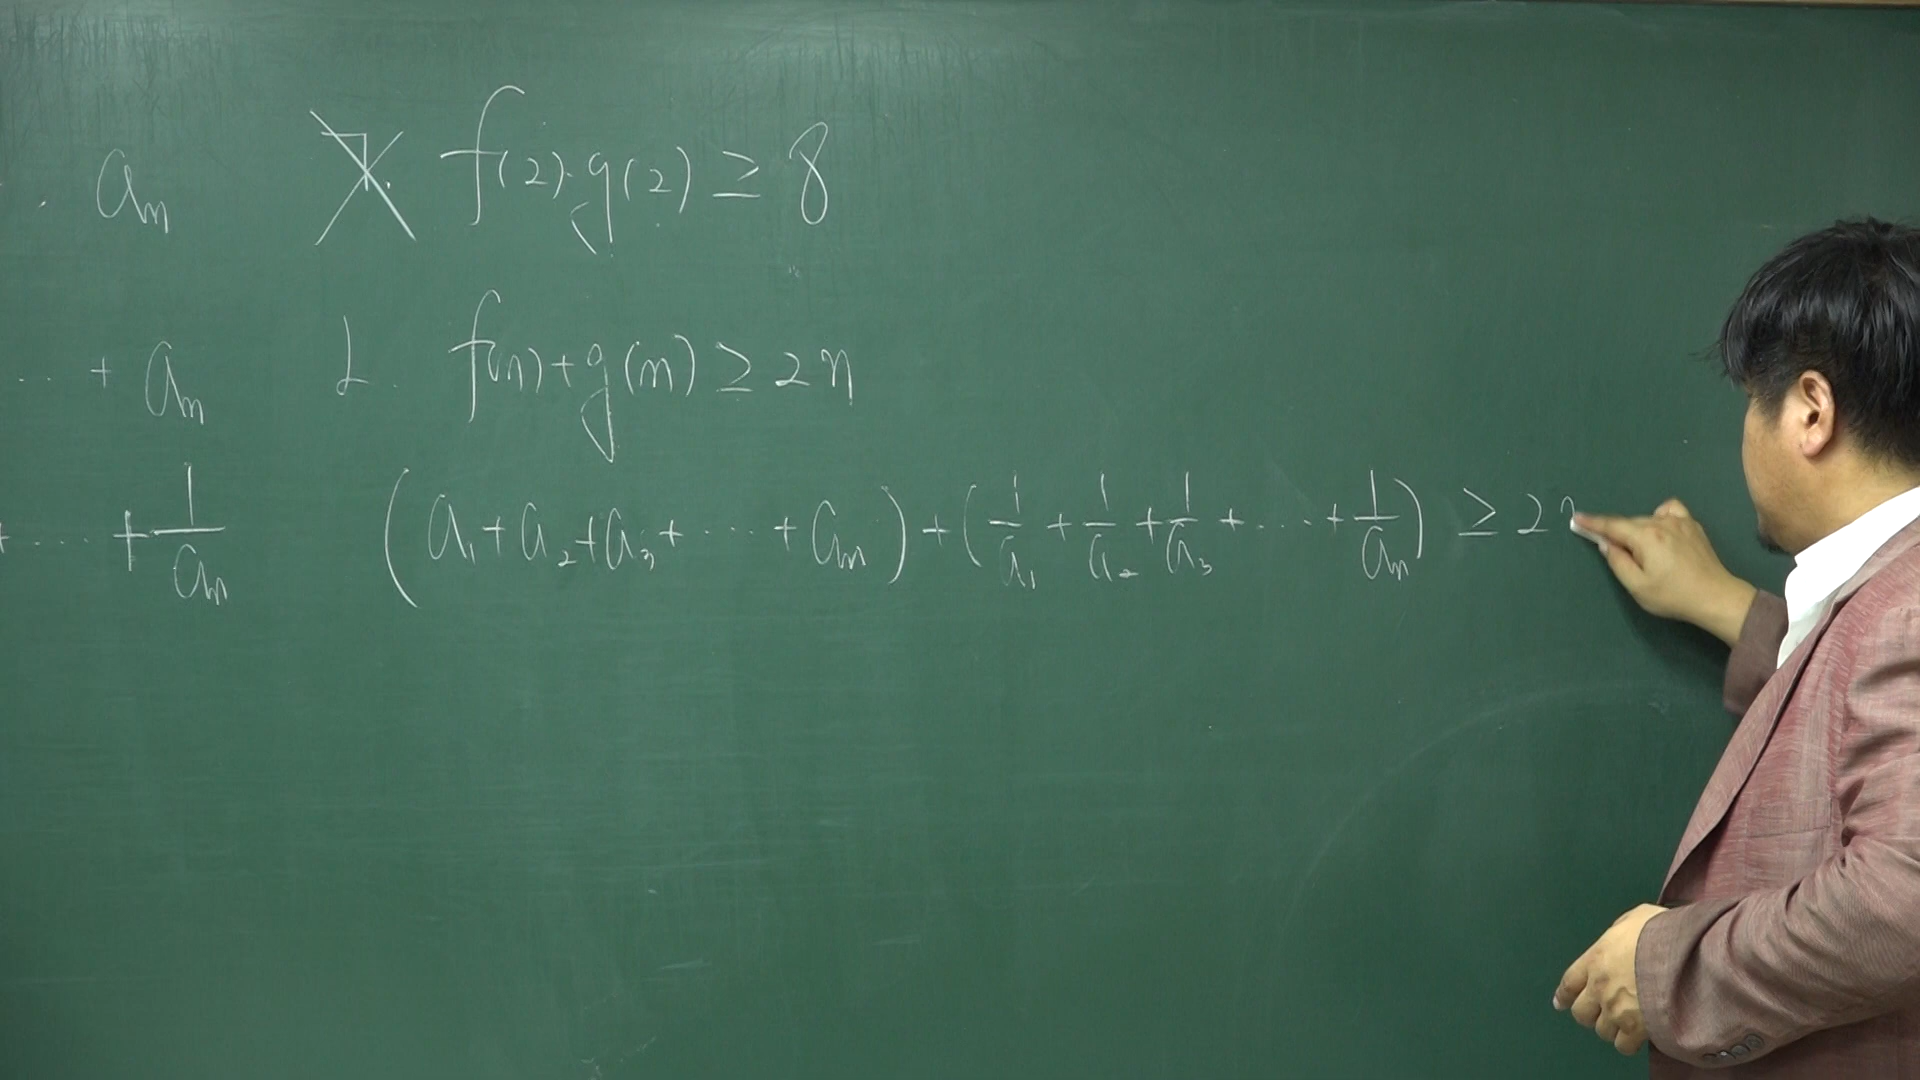 a_n  ㄱ. f(2)·g(2) ≥ 8
··· + a_n  ㄴ. f(n)+g(n) ≥ 2n
+ ··· + 1/a_n  (a_1+a_2+a_3+ ··· +a_n)+(1/a_1+1/a_2+1/a_3+ ··· +1/a_n) ≥ 2n